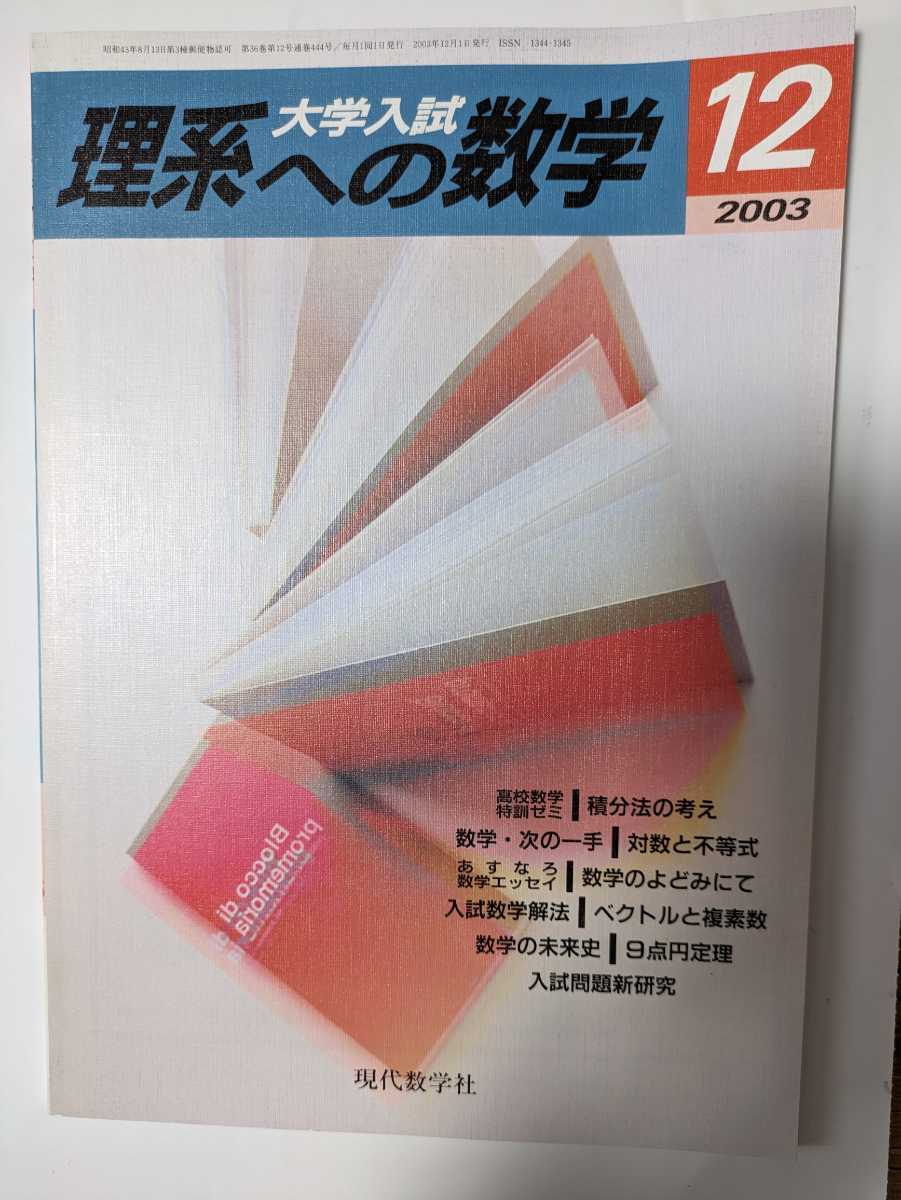 昭和43年8月13日第3種郵便物認可 第36巻第12号通巻444号/毎月1回1日発行 2003年12月1日発行 ISSN 1344-1345
大学入試
理系への数学
12
2003
高校数学
特訓ゼミ 積分法の考え
数学・次の一手 対数と不等式
あすなろ
数学エッセイ 数学のよどみにて
入試数学解法 ベクトルと複素数
数学の未来史 9点円定理
入試問題新研究
Blocco di
promemoria
現代数学社